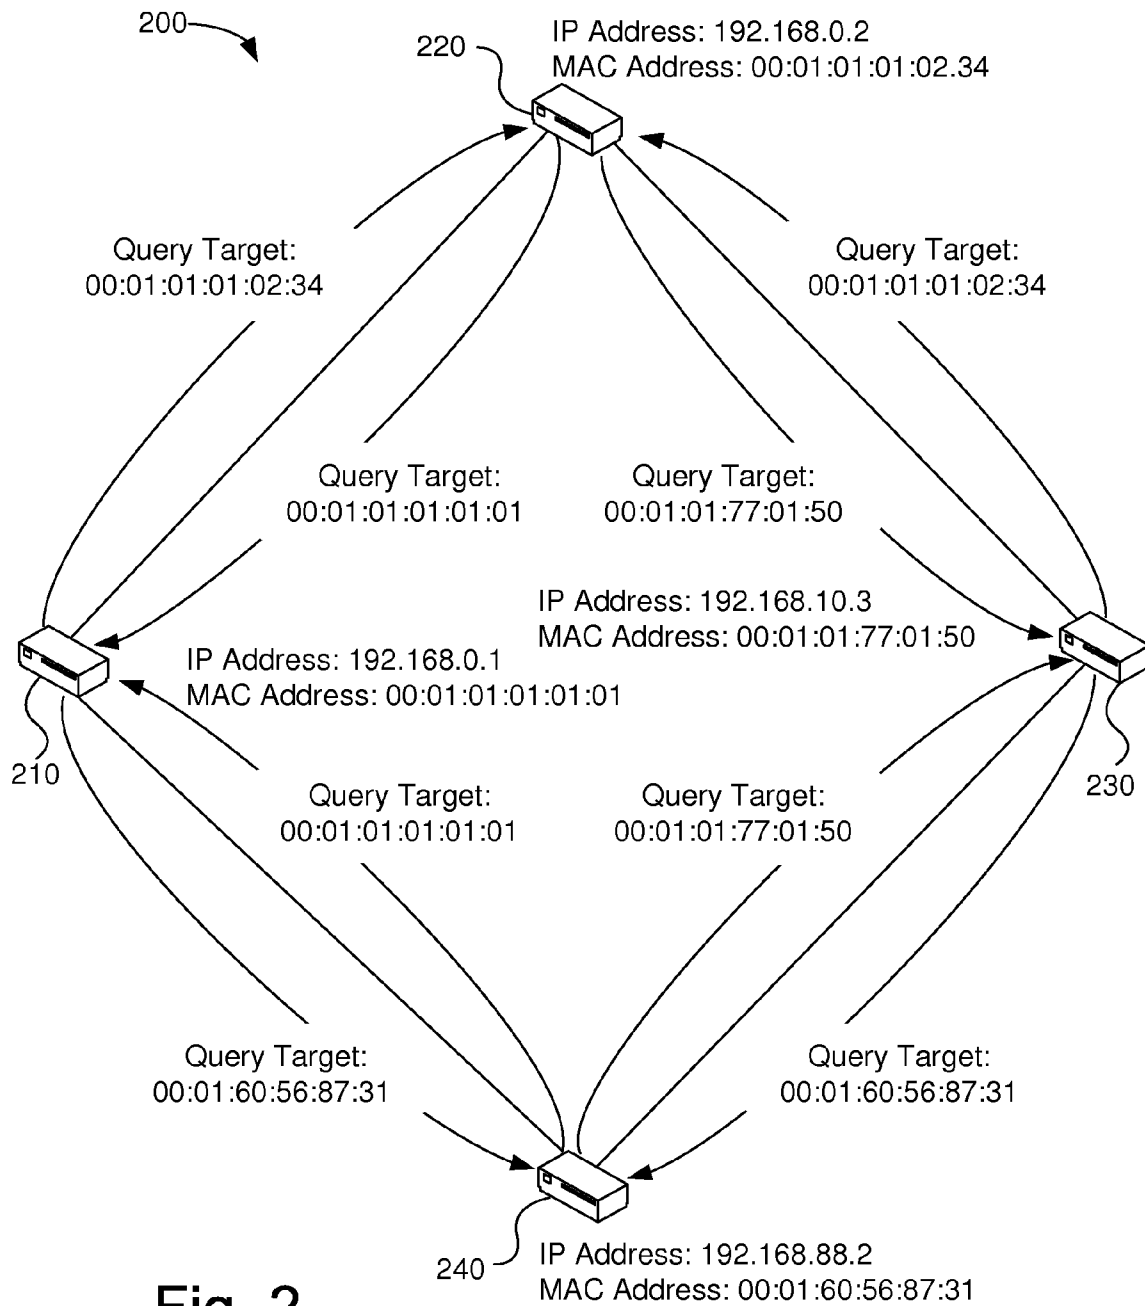 200
220
IP Address: 192.168.0.2
MAC Address: 00:01:01:01:02.34
Query Target:
00:01:01:01:02:34
Query Target:
00:01:01:01:02:34
Query Target:
00:01:01:01:01:01
Query Target:
00:01:01:77:01:50
IP Address: 192.168.10.3
MAC Address: 00:01:01:77:01:50
IP Address: 192.168.0.1
MAC Address: 00:01:01:01:01:01
210
230
Query Target:
00:01:01:01:01:01
Query Target:
00:01:01:77:01:50
Query Target:
00:01:60:56:87:31
Query Target:
00:01:60:56:87:31
240
IP Address: 192.168.88.2
MAC Address: 00:01:60:56:87:31
Fig. 2